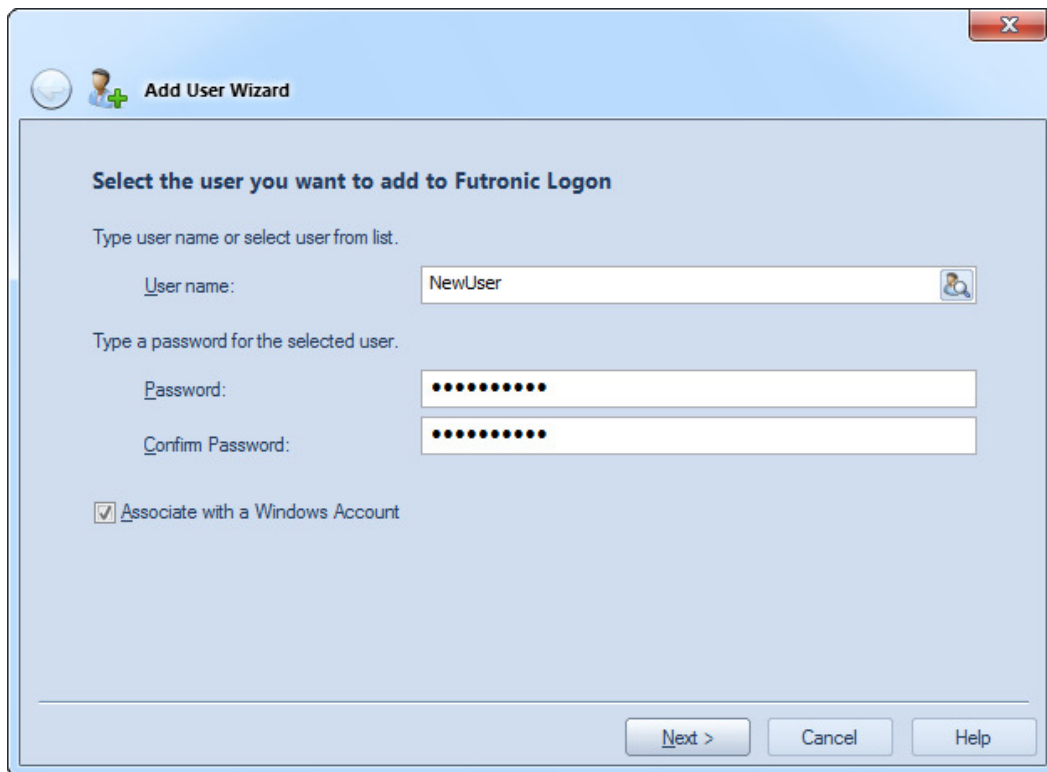 Add User Wizard
Select the user you want to add to Futronic Logon
Type user name or select user from list.
User name: NewUser
Type a password for the selected user.
Password: ••••••••••
Confirm Password: ••••••••••
Associate with a Windows Account
Next > Cancel Help